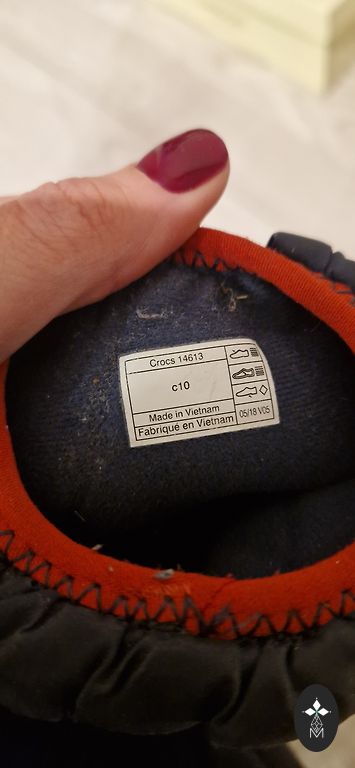 Crocs 14613
c10
Made in Vietnam
Fabriqué en Vietnam
05/18 V05
M